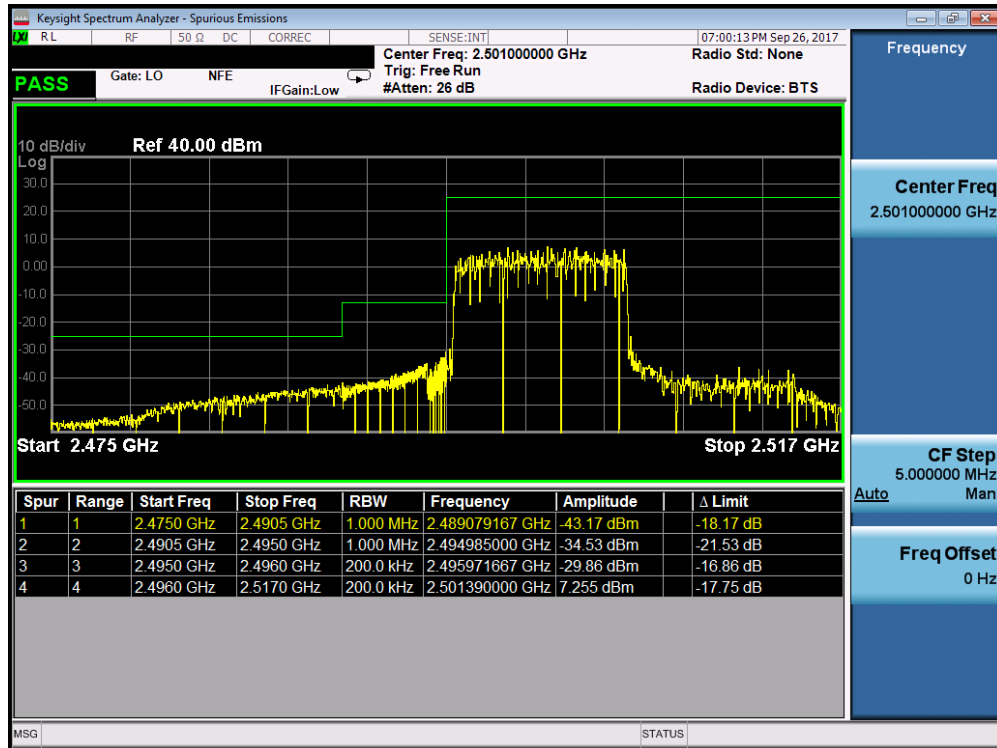 Keysight Spectrum Analyzer - Spurious Emissions
LXI RL RF 50 Ω DC CORREC SENSE:INT 07:00:13 PM Sep 26, 2017
Center Freq: 2.501000000 GHz Radio Std: None
PASS Gate: LO NFE Trig: Free Run
IFGain:Low #Atten: 26 dB Radio Device: BTS
10 dB/div Ref 40.00 dBm
Log
30.0
20.0
10.0
0.00
-10.0
-20.0
-30.0
-40.0
-50.0
Start 2.475 GHz Stop 2.517 GHz
Spur Range Start Freq Stop Freq RBW Frequency Amplitude Δ Limit
1 1 2.4750 GHz 2.4905 GHz 1.000 MHz 2.489079167 GHz -43.17 dBm -18.17 dB
2 2 2.4905 GHz 2.4950 GHz 1.000 MHz 2.494985000 GHz -34.53 dBm -21.53 dB
3 3 2.4950 GHz 2.4960 GHz 200.0 kHz 2.495971667 GHz -29.86 dBm -16.86 dB
4 4 2.4960 GHz 2.5170 GHz 200.0 kHz 2.501390000 GHz 7.255 dBm -17.75 dB
Frequency
Center Freq
2.501000000 GHz
CF Step
5.000000 MHz
Auto Man
Freq Offset
0 Hz
MSG STATUS